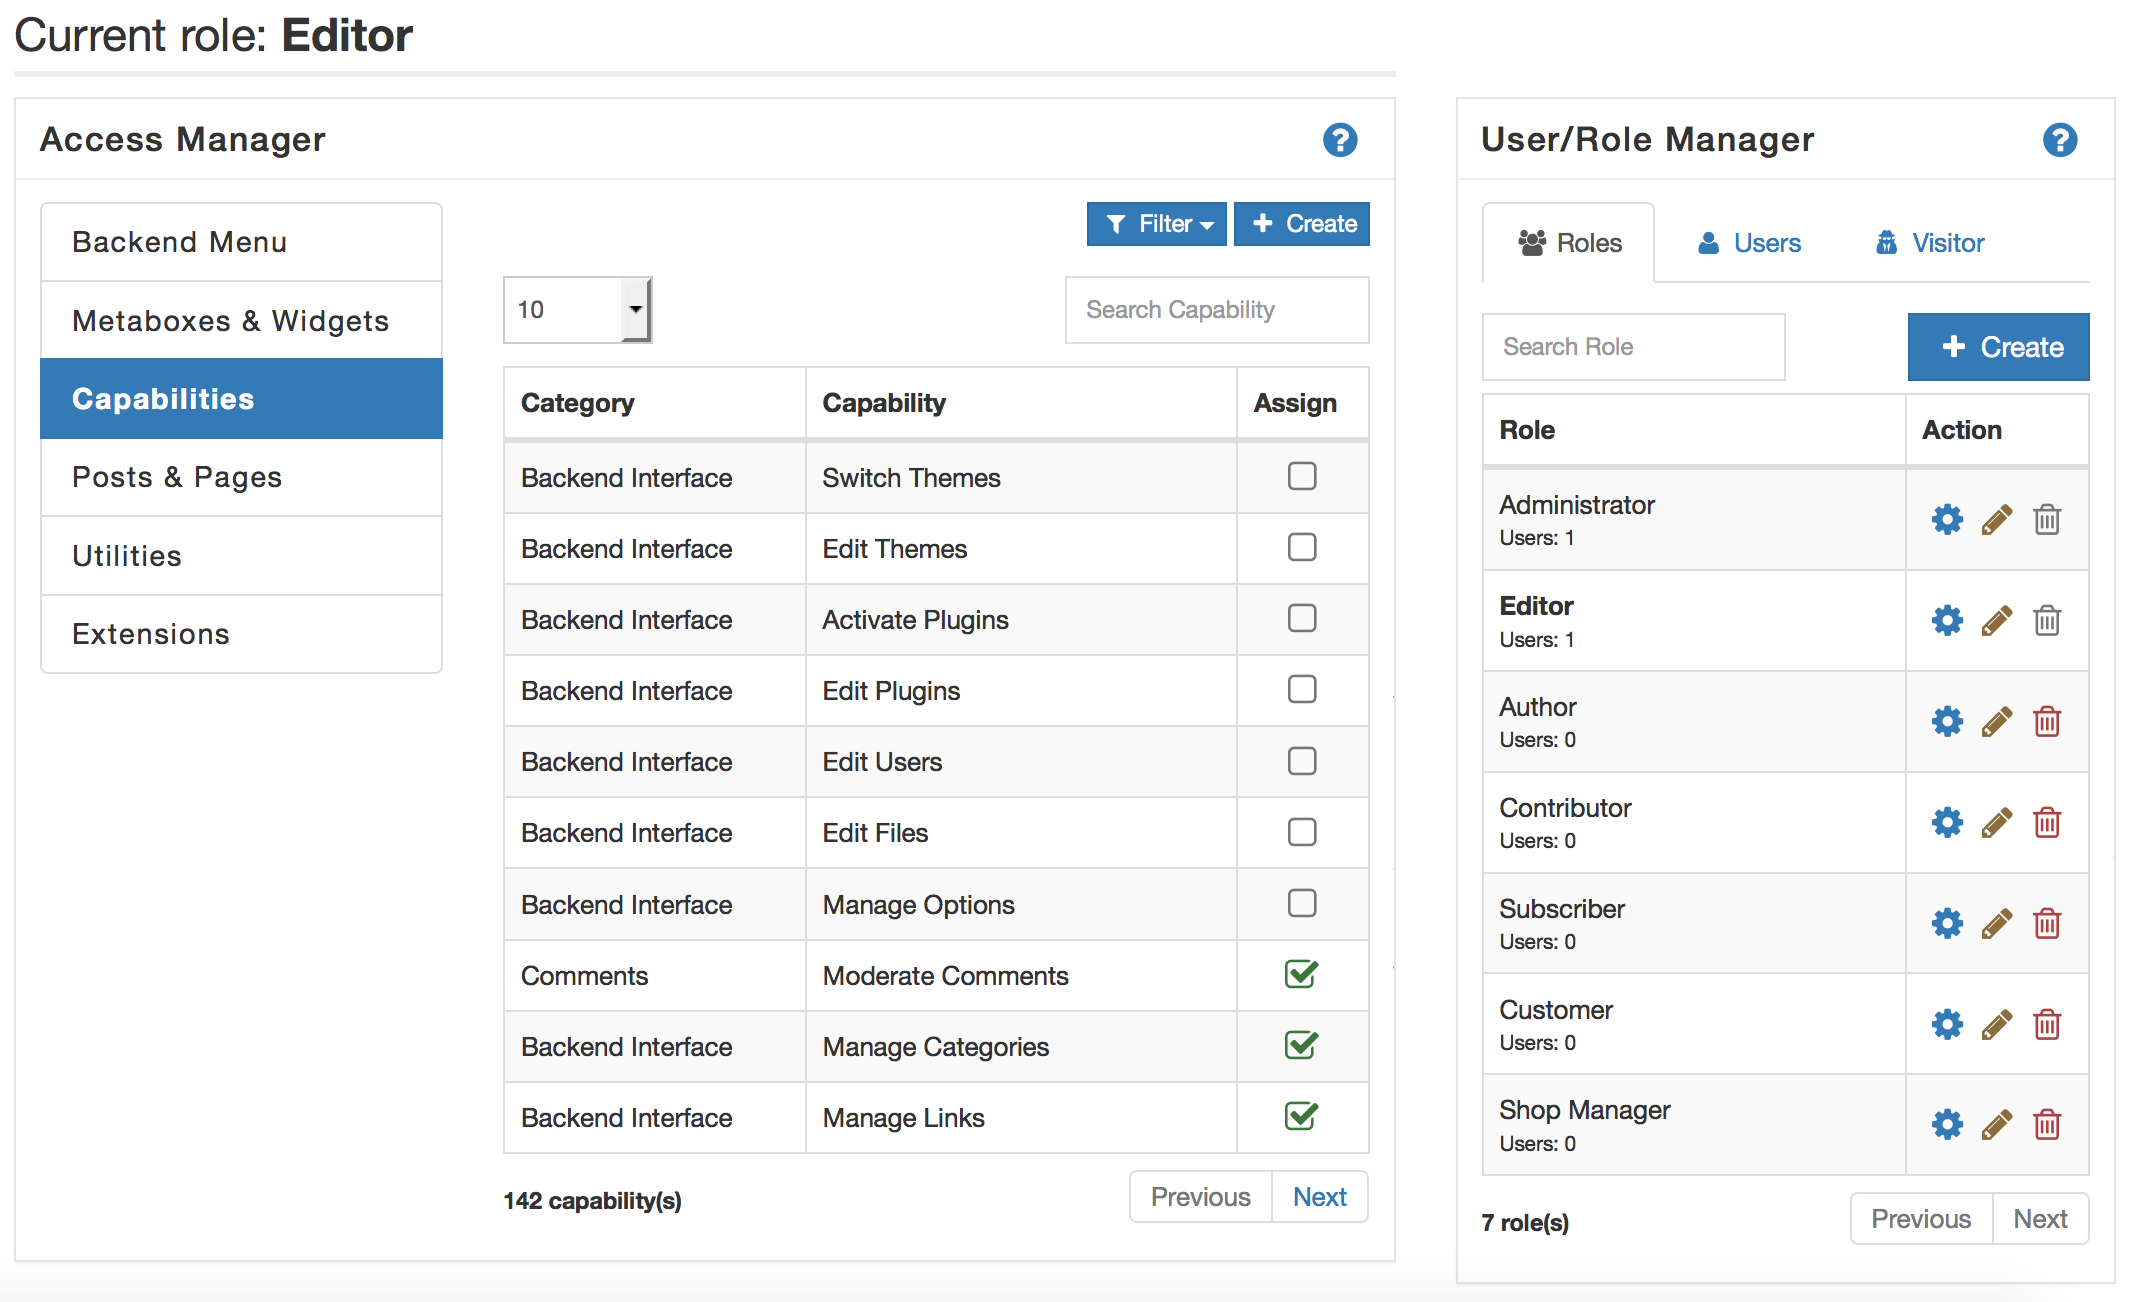 Current role: Editor
Access Manager
Backend Menu
Metaboxes & Widgets
Capabilities
Posts & Pages
Utilities
Extensions
Filter
Create
10
Search Capability
Category Capability Assign
Backend Interface Switch Themes
Backend Interface Edit Themes
Backend Interface Activate Plugins
Backend Interface Edit Plugins
Backend Interface Edit Users
Backend Interface Edit Files
Backend Interface Manage Options
Comments Moderate Comments
Backend Interface Manage Categories
Backend Interface Manage Links
142 capability(s)
Previous Next
User/Role Manager
Roles Users Visitor
Search Role
Create
Role Action
Administrator
Users: 1
Editor
Users: 1
Author
Users: 0
Contributor
Users: 0
Subscriber
Users: 0
Customer
Users: 0
Shop Manager
Users: 0
7 role(s)
Previous Next